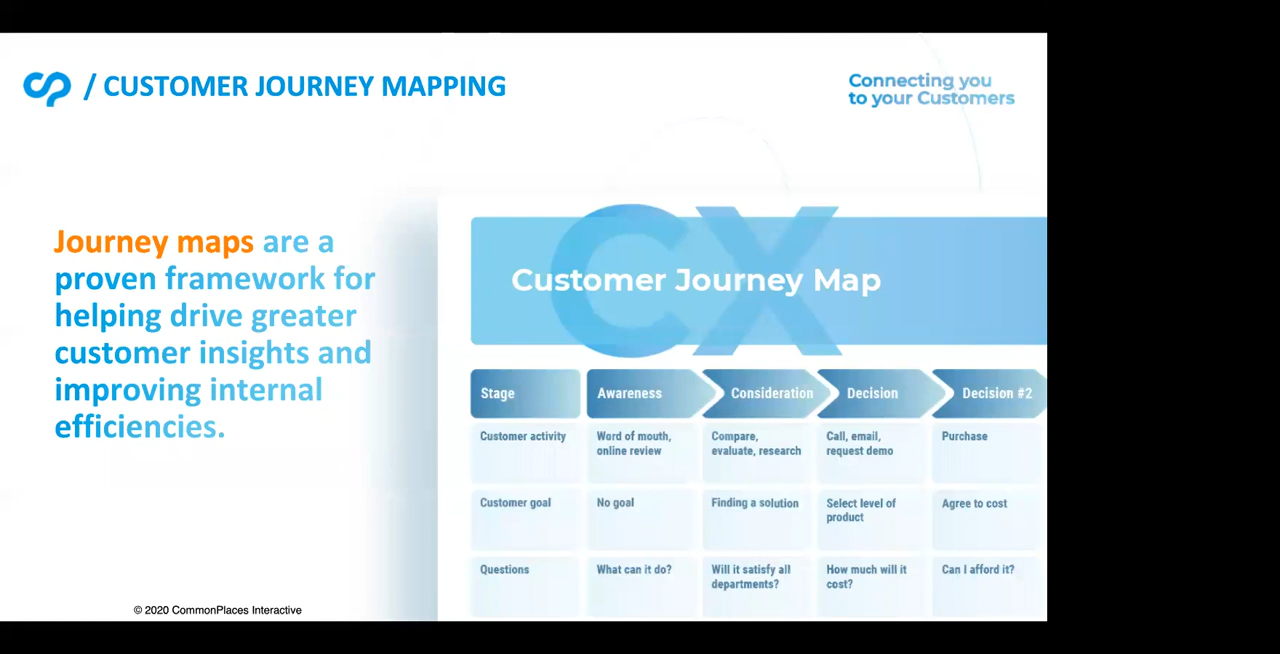 / CUSTOMER JOURNEY MAPPING
Connecting you
to your Customers
Journey maps are a
proven framework for
helping drive greater
customer insights and
improving internal
efficiencies.
CX
Customer Journey Map
Stage
Awareness
Consideration
Decision
Decision #2
Customer activity
Word of mouth,
online review
Compare,
evaluate, research
Call, email,
request demo
Purchase
Customer goal
No goal
Finding a solution
Select level of
product
Agree to cost
Questions
What can it do?
Will it satisfy all
departments?
How much will it
cost?
Can I afford it?
© 2020 CommonPlaces Interactive